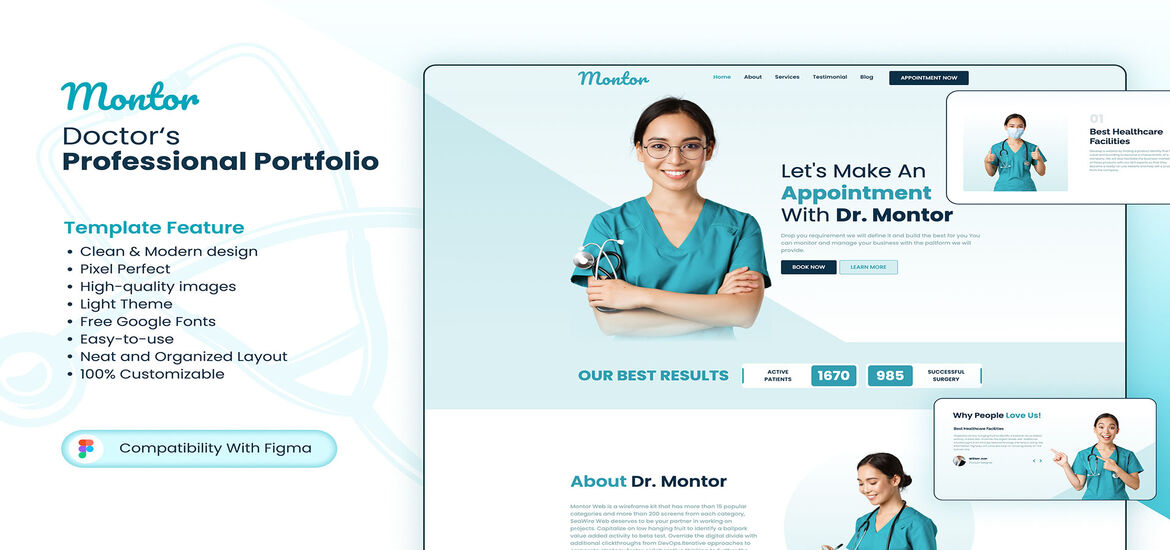 Montor
Doctor‘s
Professional Portfolio
Template Feature
• Clean & Modern design
• Pixel Perfect
• High-quality images
• Light Theme
• Free Google Fonts
• Easy-to-use
• Neat and Organized Layout
• 100% Customizable
Compatibility With Figma
Montor
Home About Services Testimonial Blog APPOINTMENT NOW
Let's Make An
Appointment
With Dr. Montor
Drop you requirement we will define it and build the best for you You
can monitor and manage your business with the paltform we will
provide.
BOOK NOW LEARN MORE
01
Best Healthcare
Facilities
OUR BEST RESULTS
ACTIVE
PATIENTS
1670
985
SUCCESSFUL
SURGERY
Why People Love Us!
Best Healthcare Facilities
About Dr. Montor
Montor Web is a wireframe kit that has more than 15 popular
categories and more than 200 screens from each category,
SeaWire Web deserves to be your partner in working-on
projects. Capitalize on low hanging fruit to identify a ballpark
value added activity to beta test. Override the digital divide with
additional clickthroughs from DevOps.Iterative approaches to